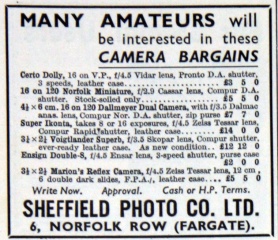 MANY AMATEURS will
be interested in these
CAMERA BARGAINS
Certo Dolly, 16 on V.P., f/4.5 Vidar lens, Pronto D.A. shutter,
3 speeds, leather case .......... £3 5 0
16 on 120 Norfolk Miniature, f/3.9 Cassar lens, Compur D.A.
shutter. Stock-soiled only .......... £5 5 0
4½ × 6 cm. 16 on 120 Dallmeyer Dual Camera, with f/3.5 Dalmac
anas. lens, Compur Nor. D.A. shutter, zip purse £7 7 0
Super Ikonta, takes 8 or 16 exposures, f/4.5 Zeiss Tessar lens,
Compur Rapid shutter, leather case .......... £14 0 0
3½ × 2½ Voigtlander Superb, f/3.5 Skopar lens, Compur shutter,
ever-ready leather case. As new condition .. £12 12 0
Ensign Double-8, f/4.5 Ensar lens, 3-speed shutter, purse case
£2 0 0
3½ × 2½ Marion's Reflex Camera, f/4.5 Zeiss Tessar lens, 12 cm.,
6 double dark slides, F.P.A., leather case .... £5 5 0
Write Now. Approval. Cash or H.P. Terms.
SHEFFIELD PHOTO CO. LTD.
6, NORFOLK ROW (FARGATE).